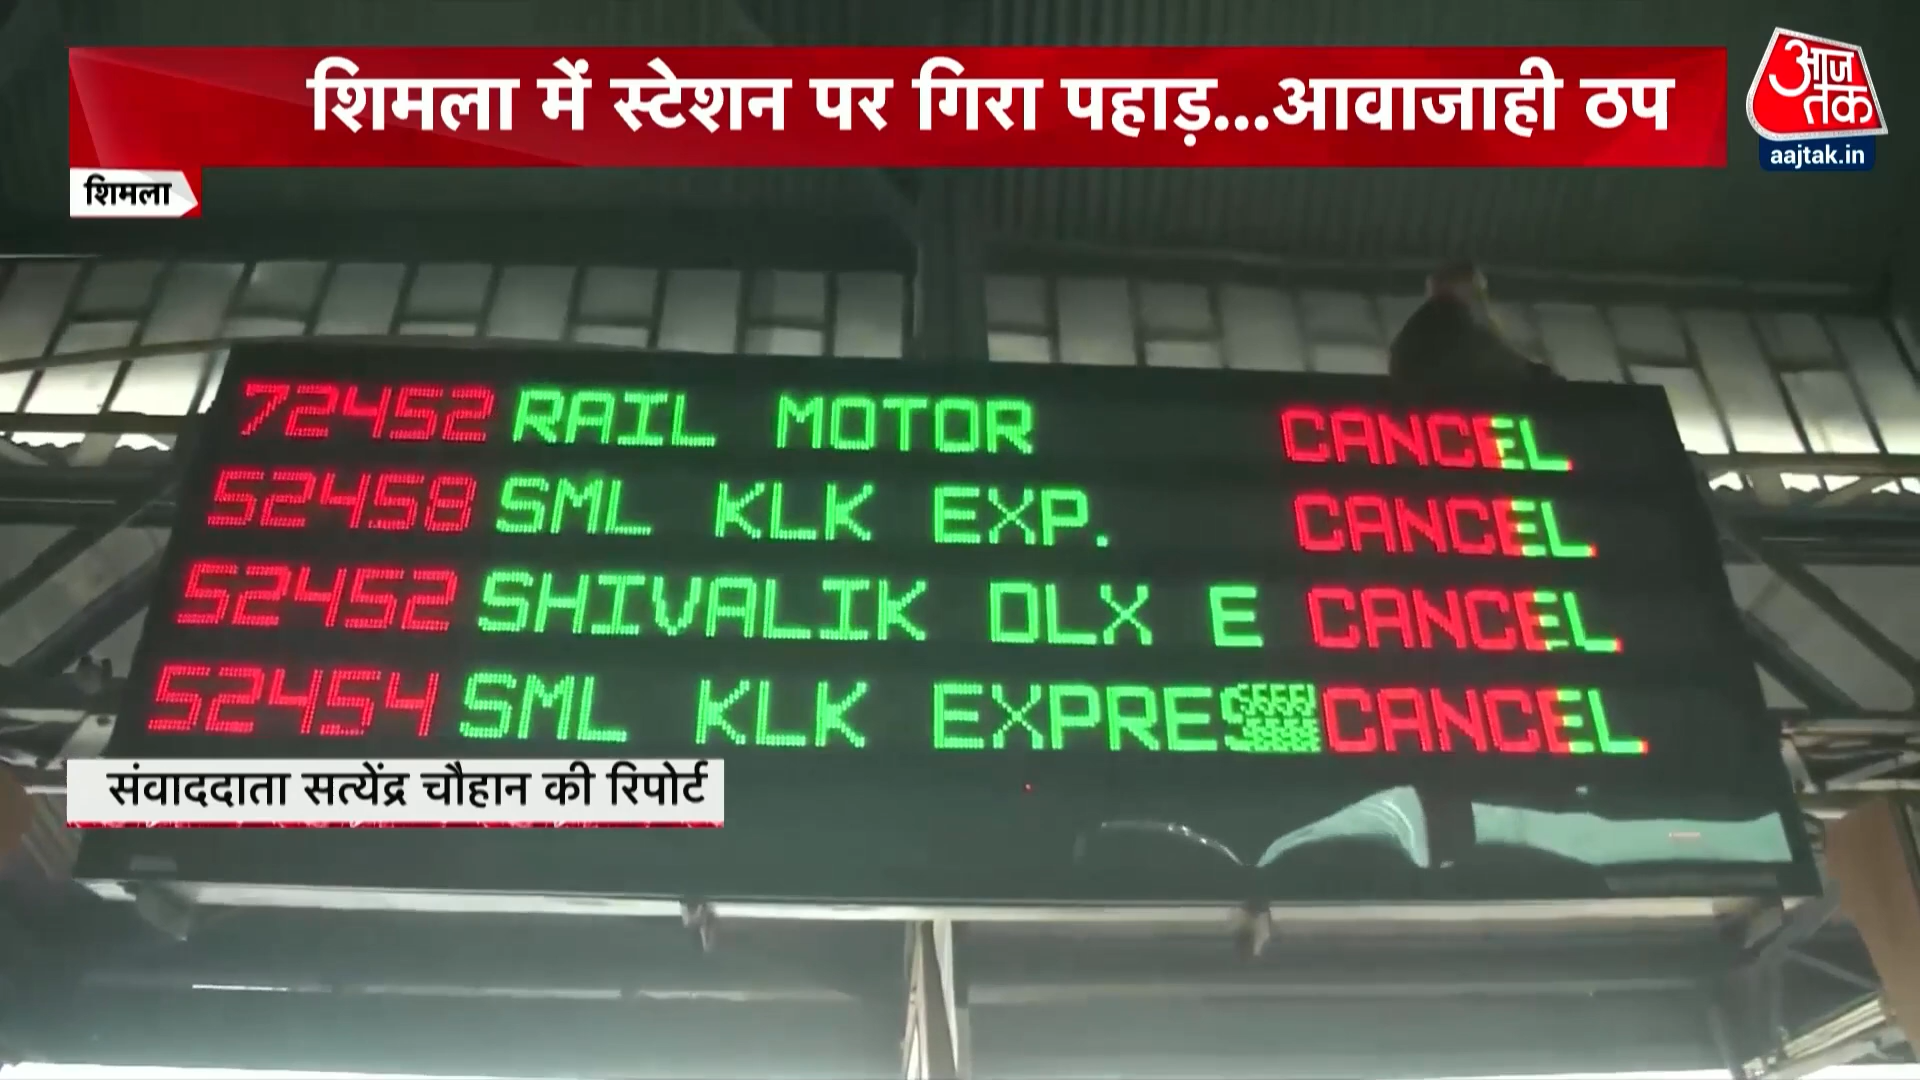 शिमला में स्टेशन पर गिरा पहाड़...आवाजाही ठप
आज तक
aajtak.in
शिमला
72452 RAIL MOTOR CANCEL
52458 SML KLK EXP. CANCEL
52452 SHIVALIK DLX E CANCEL
52454 SML KLK EXPRES CANCEL
संवाददाता सत्येंद्र चौहान की रिपोर्ट